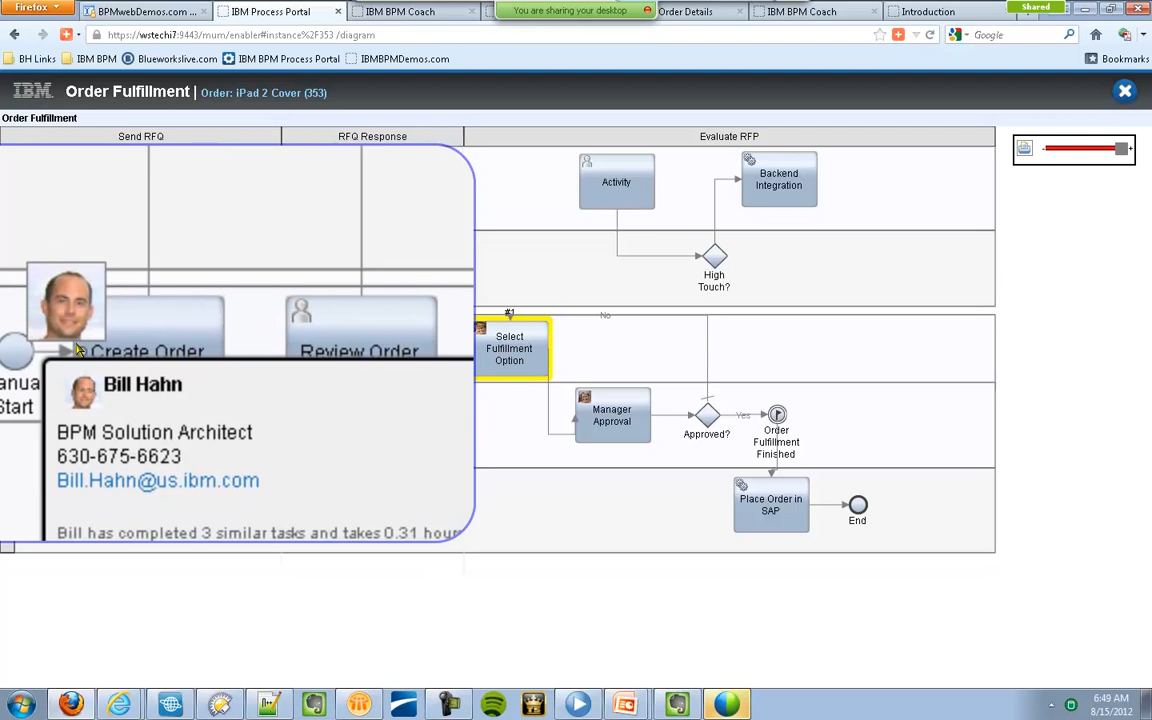 Firefox
BPMwebDemos.com ...
IBM Process Portal
IBM BPM Coach
You are sharing your desktop
Order Details
IBM BPM Coach
Introduction
Shared
https://wstechi7:9443/mum/enabler#instance%2F353 /diagram
Google
BH Links
IBM BPM
Blueworkslive.com
IBM BPM Process Portal
IBMBPMDemos.com
Bookmarks
IBM
Order Fulfillment | Order: iPad 2 Cover (353)
Order Fulfillment
Send RFQ
RFQ Response
Evaluate RFP
Activity
Backend
Integration
High
Touch?
#1
No
Select
Fulfillment
Option
Create Order
Review Order
anual
Start
Bill Hahn
BPM Solution Architect
630-675-6623
Bill.Hahn@us.ibm.com
Bill has completed 3 similar tasks and takes 0.31 hour
Manager
Approval
Approved?
Yes
Order
Fulfillment
Finished
Place Order in
SAP
End
6:49 AM
8/15/2012